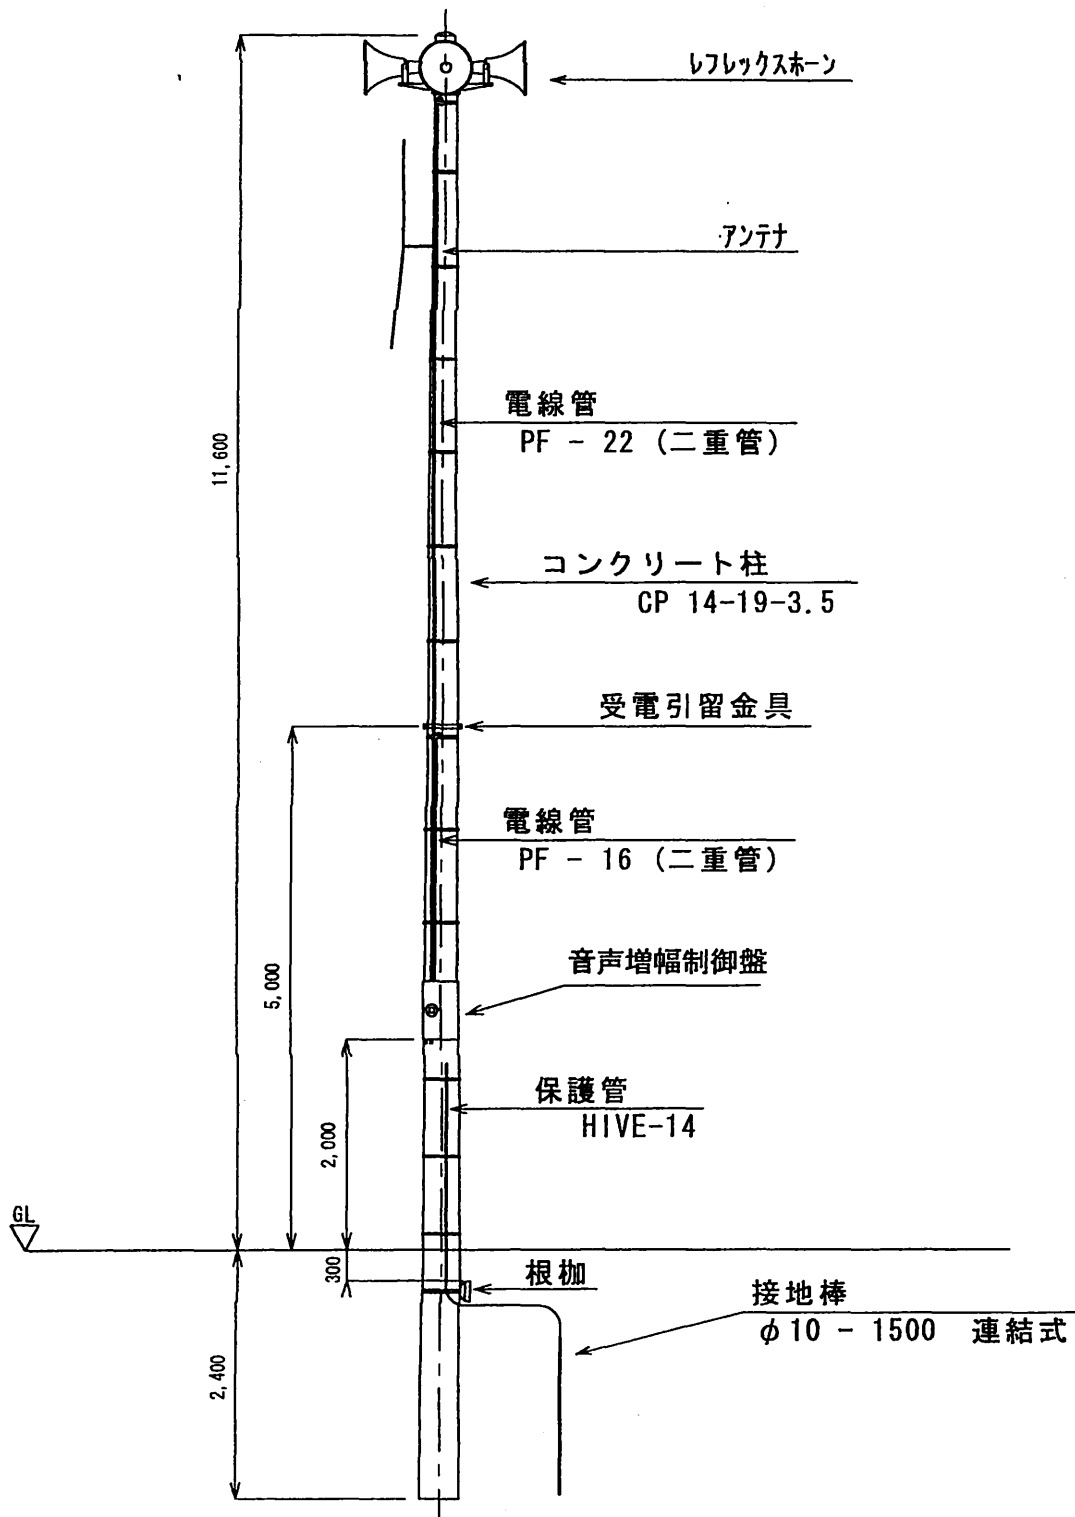 レフレックスホーン
アンテナ
電線管
PF - 22 (二重管)
11,600
コンクリート柱
CP 14-19-3.5
受電引留金具
電線管
PF - 16 (二重管)
音声増幅制御盤
5,000
保護管
HIVE-14
2,000
GL
300
根枷
接地棒
φ10 - 1500 連結式
2,400